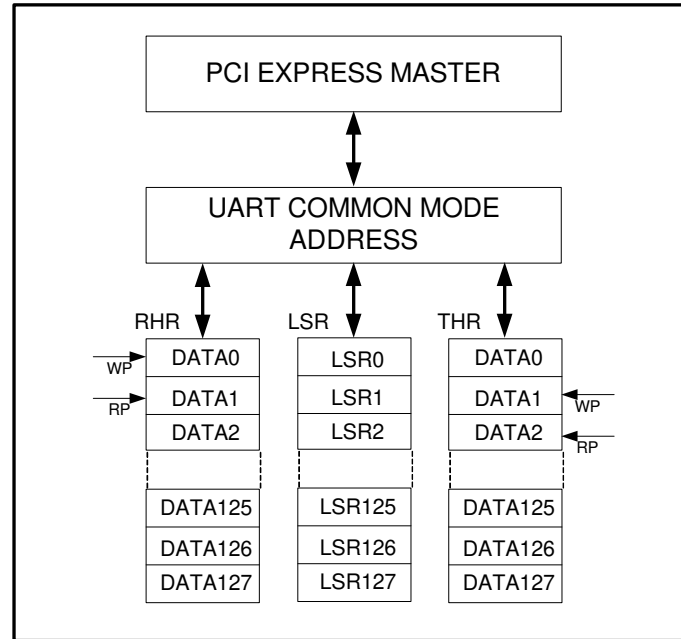 PCI EXPRESS MASTER
UART COMMON MODE
ADDRESS
RHR
LSR
THR
WP
DATA0
LSR0
DATA0
RP
DATA1
LSR1
DATA1
WP
DATA2
LSR2
DATA2
RP
DATA125
LSR125
DATA125
DATA126
LSR126
DATA126
DATA127
LSR127
DATA127